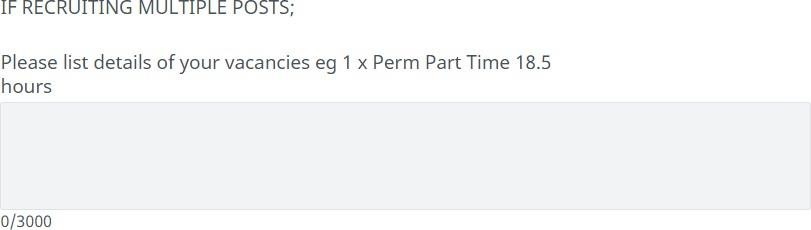 IF RECRUITING MULTIPLE POSTS;
Please list details of your vacancies eg 1 x Perm Part Time 18.5
hours
0/3000